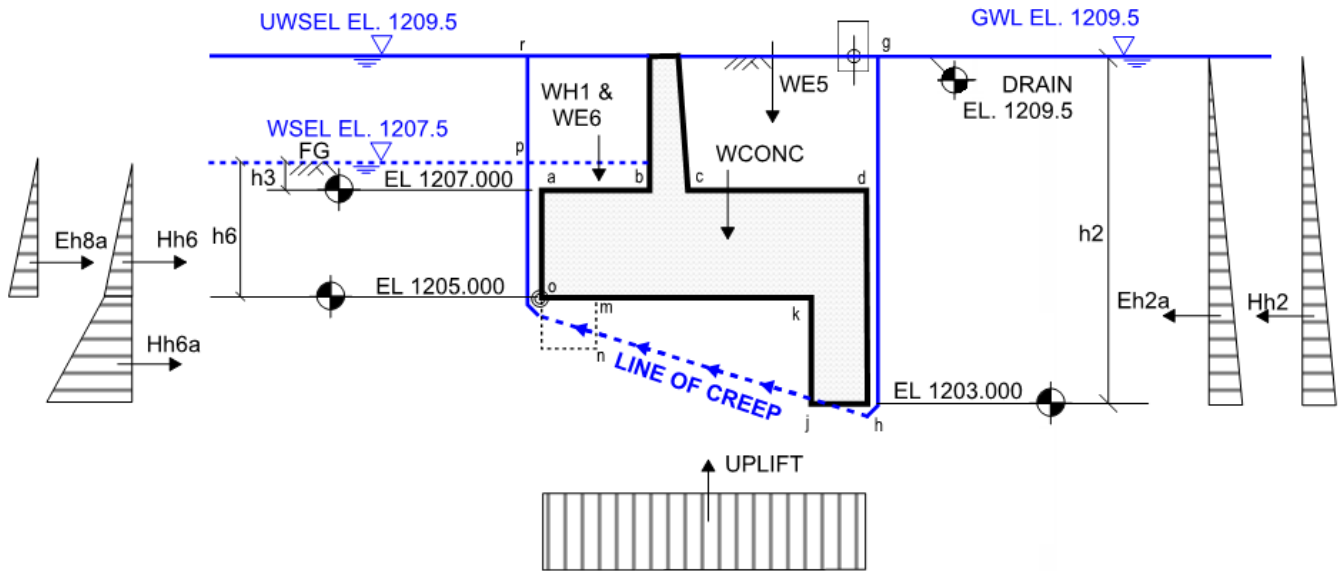 UWSEL EL. 1209.5
GWL EL. 1209.5
r
g
WH1 &
WE6
WE5
DRAIN
EL. 1209.5
WSEL EL. 1207.5
FG
p
WCONC
h3
EL 1207.000
a
b
c
d
h6
h2
Eh8a
Hh6
EL 1205.000
o
m
k
Eh2a
Hh2
n
Hh6a
LINE OF CREEP
EL 1203.000
j
h
UPLIFT